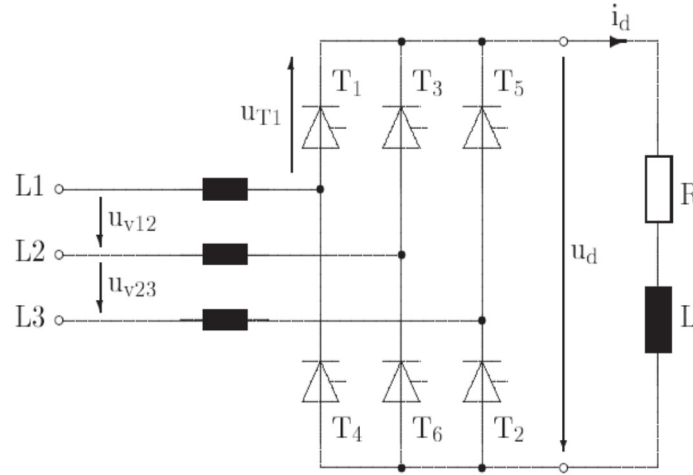 i_d
T_1 T_3 T_5
u_T1
L1
u_v12
L2
u_v23
L3
R
u_d
L
T_4 T_6 T_2